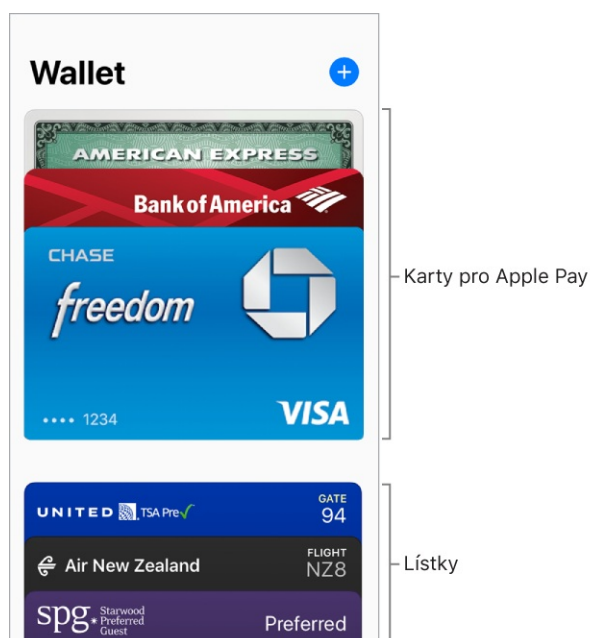 Wallet
AMERICAN EXPRESS
Bank of America
CHASE
freedom
Karty pro Apple Pay
•••• 1234
VISA
UNITED TSA Pre✓
GATE
94
Air New Zealand
FLIGHT
NZ8
Lístky
spg* Starwood
Preferred
Guest
Preferred